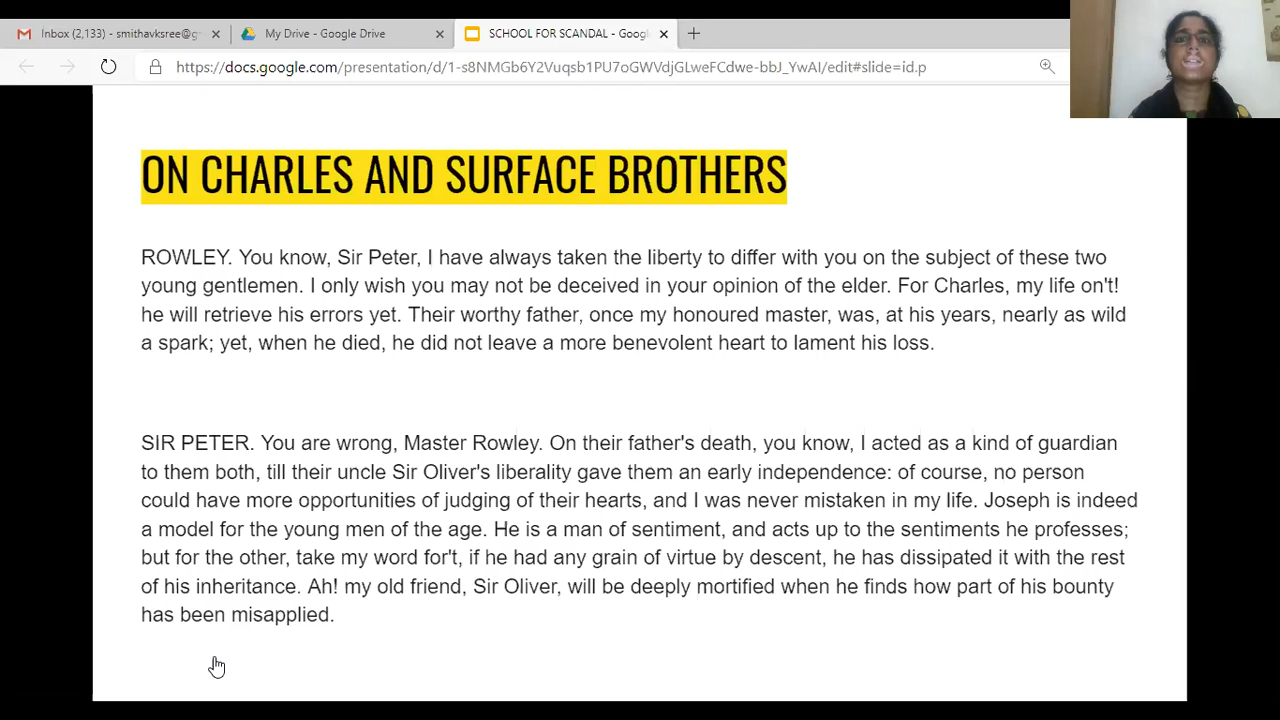 Inbox (2,133) - smithavksree@g
My Drive - Google Drive
SCHOOL FOR SCANDAL - Googl
https://docs.google.com/presentation/d/1-s8NNGb6Y2Vuqsb1PU7oGWVdjGLweFCdwe-bbJ_YwAI/edit#slide=id.p
ON CHARLES AND SURFACE BROTHERS
ROWLEY. You know, Sir Peter, I have always taken the liberty to differ with you on the subject of these two
young gentlemen. I only wish you may not be deceived in your opinion of the elder. For Charles, my life on't!
he will retrieve his errors yet. Their worthy father, once my honoured master, was, at his years, nearly as wild
a spark; yet, when he died, he did not leave a more benevolent heart to lament his loss.
SIR PETER. You are wrong, Master Rowley. On their father's death, you know, I acted as a kind of guardian
to them both, till their uncle Sir Oliver's liberality gave them an early independence: of course, no person
could have more opportunities of judging of their hearts, and I was never mistaken in my life. Joseph is indeed
a model for the young men of the age. He is a man of sentiment, and acts up to the sentiments he professes;
but for the other, take my word for't, if he had any grain of virtue by descent, he has dissipated it with the rest
of his inheritance. Ah! my old friend, Sir Oliver, will be deeply mortified when he finds how part of his bounty
has been misapplied.